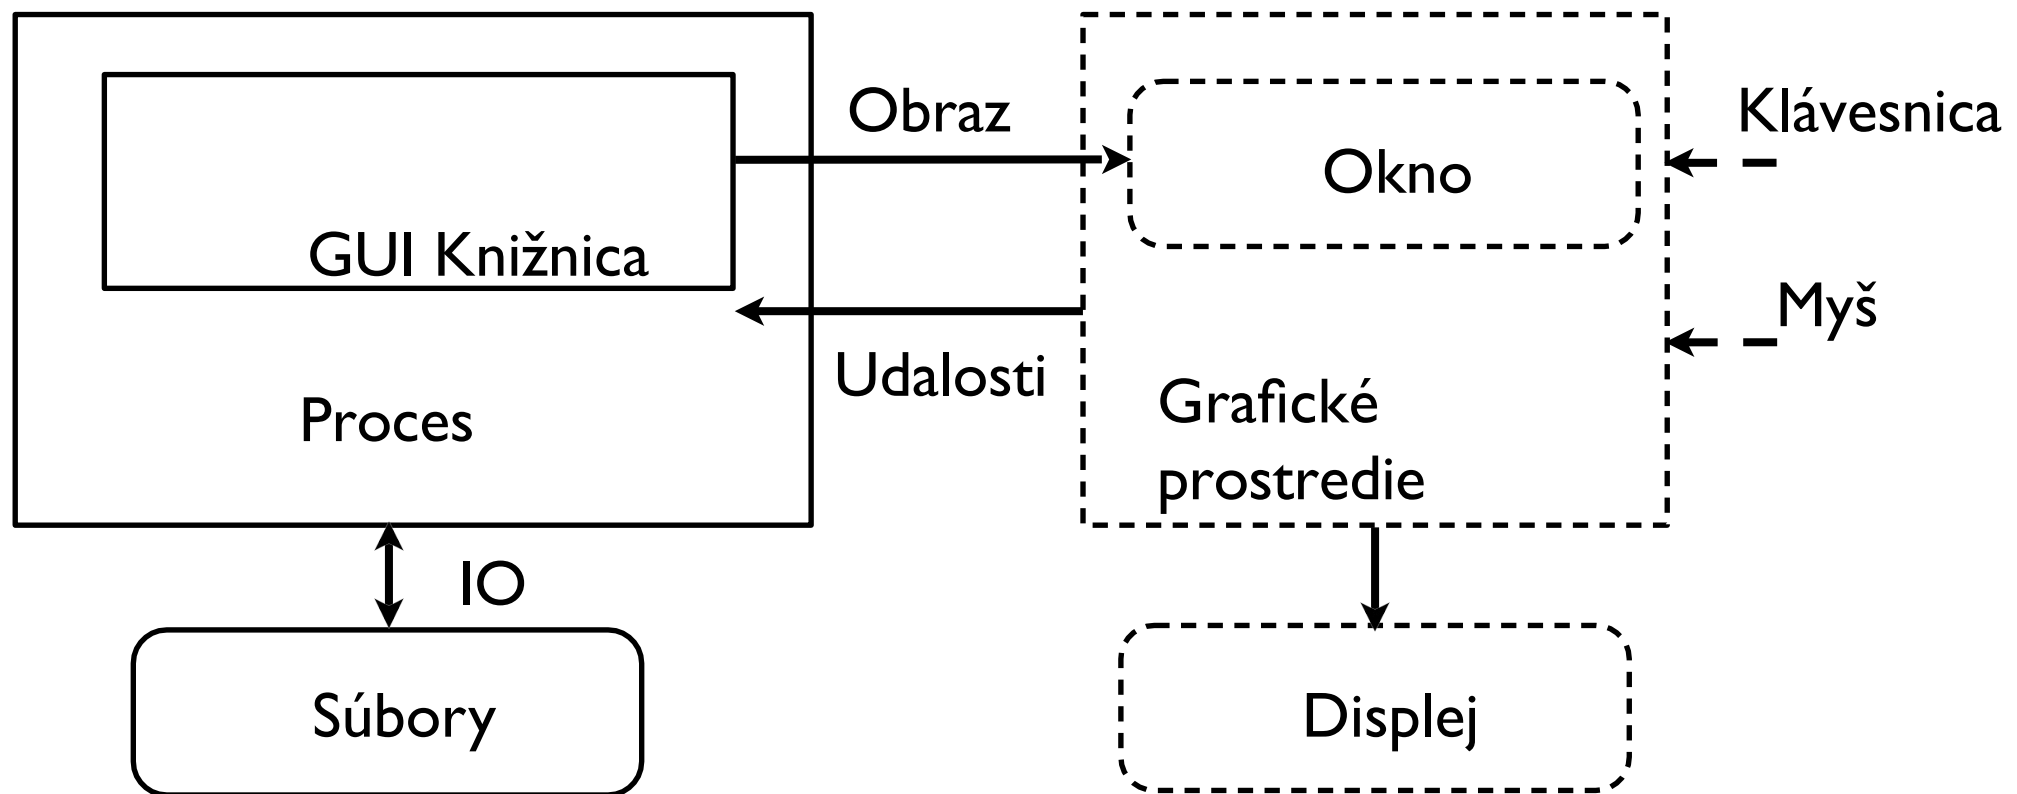 Obraz
Klávesnica
Okno
GUI Knižnica
Myš
Udalosti
Grafické
prostredie
Proces
IO
Súbory
Displej